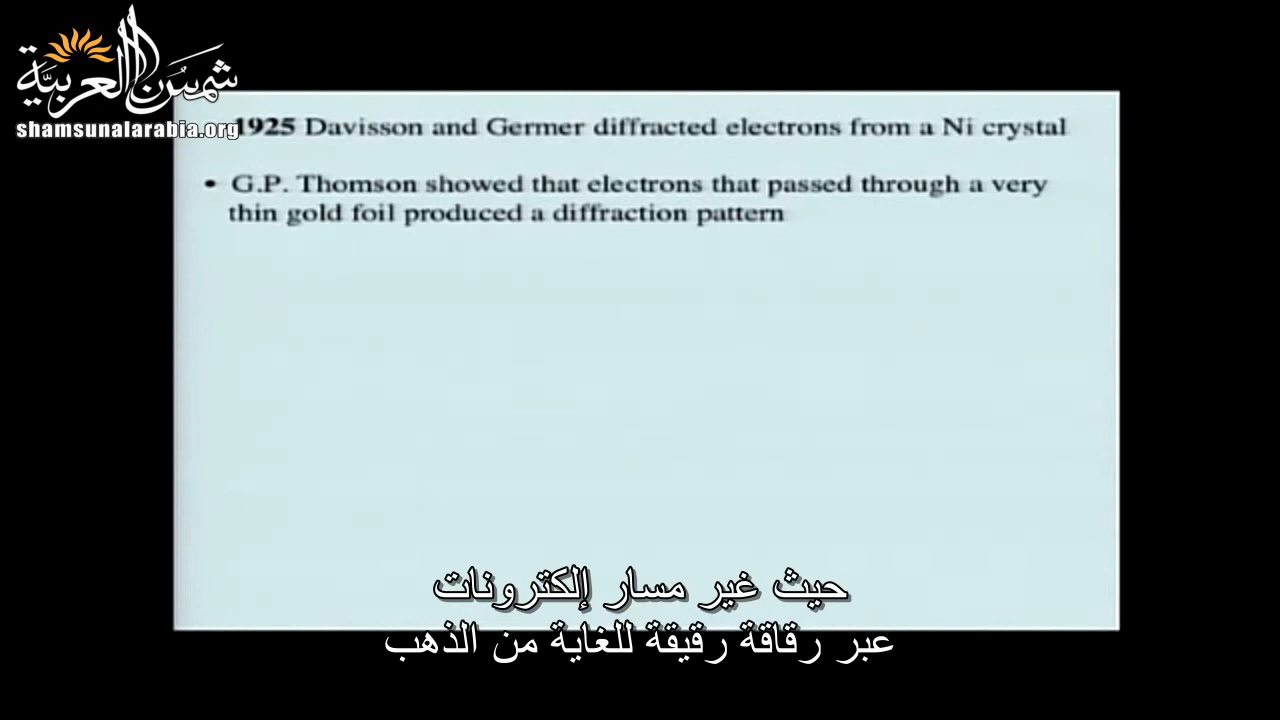 شمس العربية
shamsunalarabia.org
1925 Davisson and Germer diffracted electrons from a Ni crystal
• G.P. Thomson showed that electrons that passed through a very
thin gold foil produced a diffraction pattern
حيث غير مسار إلكترونات
عبر رقاقة رقيقة للغاية من الذهب